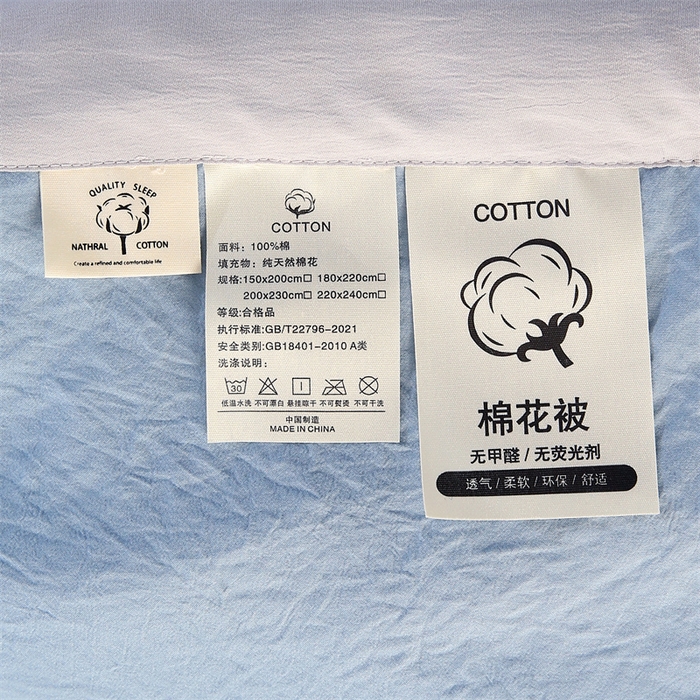 QUALITY SLEEP
NATHRAL COTTON
Create a refined and comfortable life
COTTON
面料：100%棉
填充物：纯天然棉花
规格:150x200cm□ 180x220cm□
200x230cm□ 220x240cm□
等级:合格品
执行标准:GB/T22796-2021
安全类别:GB18401-2010 A类
洗涤说明：
30
低温水洗 不可漂白 悬挂晾干 不可熨烫 不可干洗
中国制造
MADE IN CHINA
COTTON
棉花被
无甲醛 / 无荧光剂
透气 / 柔软 / 环保 / 舒适